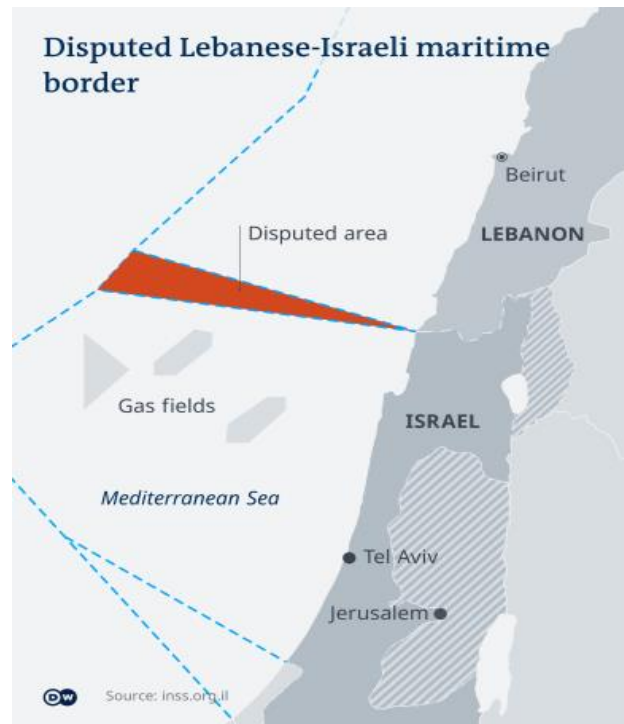 Disputed Lebanese-Israeli maritime
border
Beirut
Disputed area
LEBANON
Gas fields
ISRAEL
Mediterranean Sea
Tel Aviv
Jerusalem
DW
Source: inss.org.il